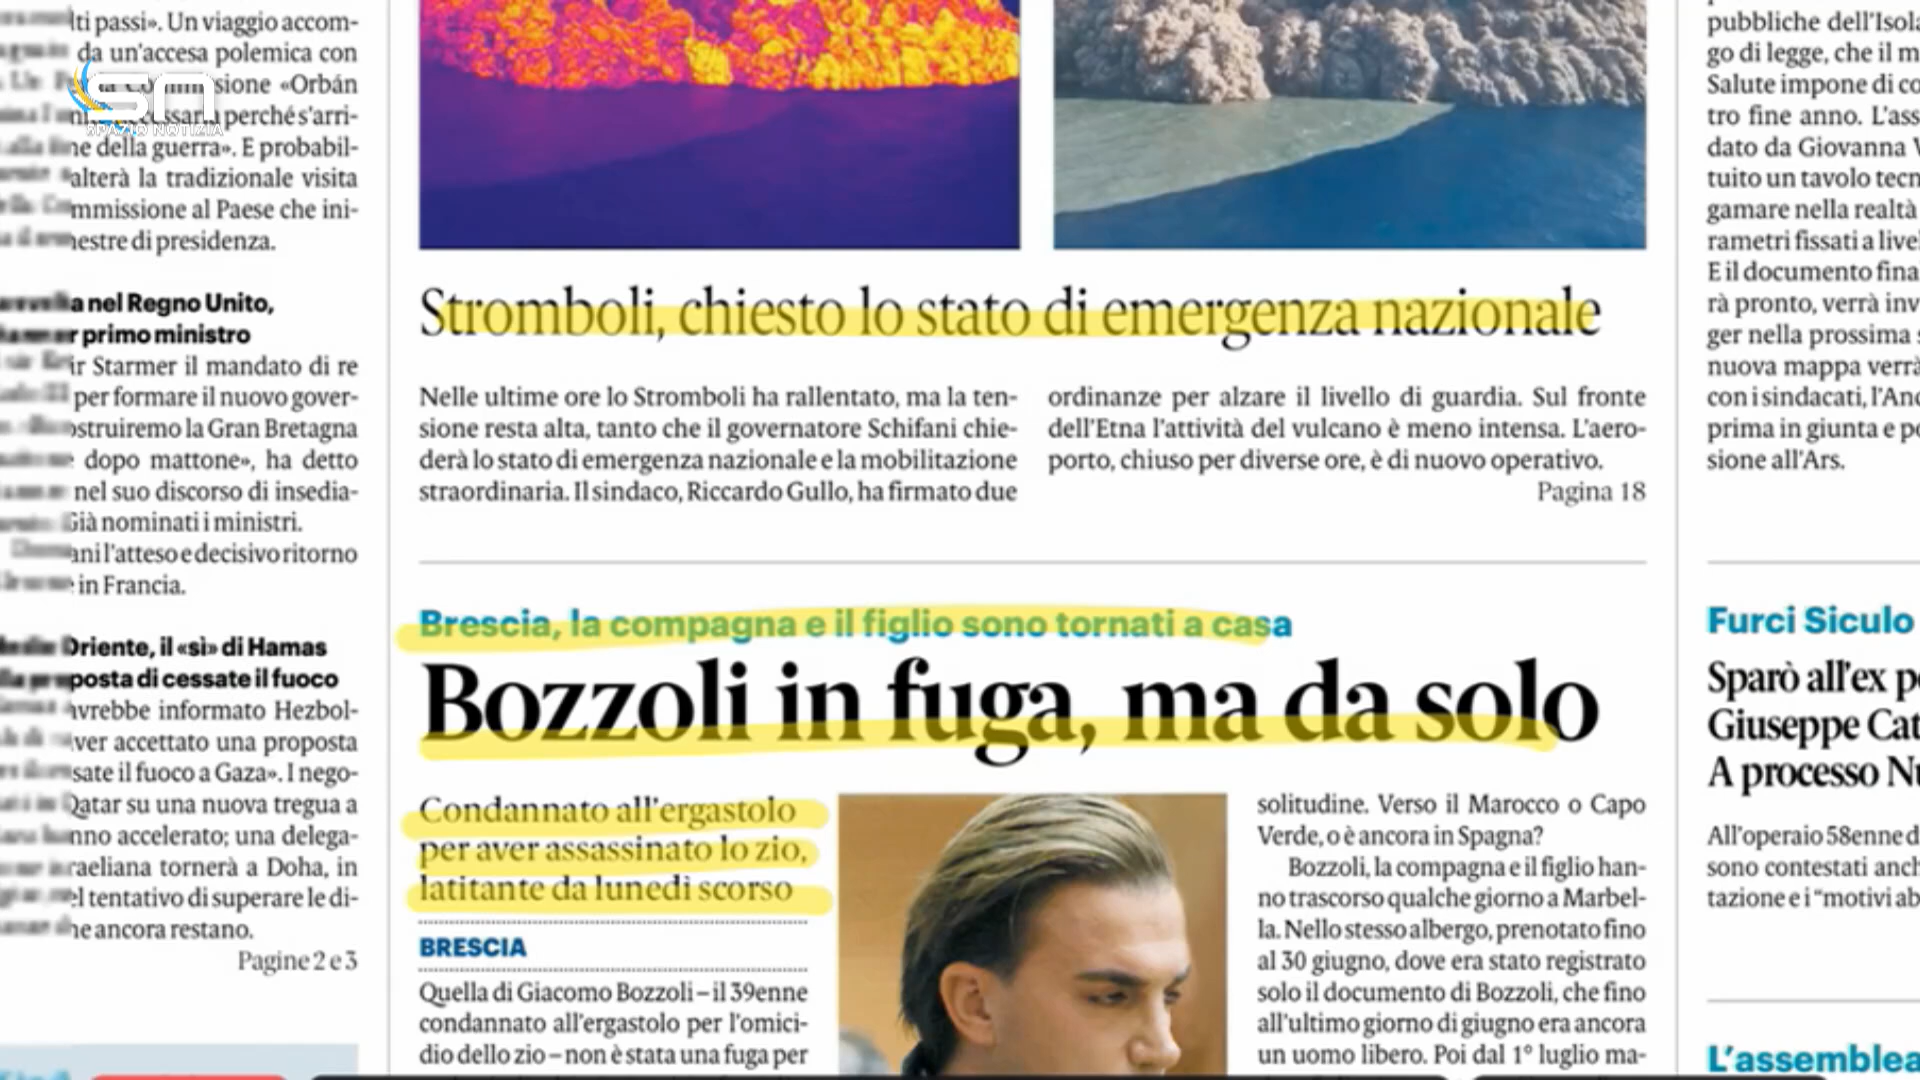 lti passi». Un viaggio accom-
da un'accesa polemica con
sione «Orbán
perché s'arri-
ne della guerra». E probabil-
alterà la tradizionale visita
mmissione al Paese che ini-
nestre di presidenza.
a nel Regno Unito,
r primo ministro
ir Starmer il mandato di re
per formare il nuovo gover-
ostruiremo la Gran Bretagna
dopo mattone», ha detto
nel suo discorso di insedia-
Già nominati i ministri.
ani l'atteso e decisivo ritorno
in Francia.
Oriente, il «sì» di Hamas
posta di cessate il fuoco
avrebbe informato Hezbol-
ver accettato una proposta
sate il fuoco a Gaza». I nego-
Qatar su una nuova tregua a
nno accelerato; una delega-
raeliana tornerà a Doha, in
el tentativo di superare le di-
he ancora restano.
Pagine 2 e 3
SN
SPAZIO NOTIZIA
Stromboli, chiesto lo stato di emergenza nazionale
Nelle ultime ore lo Stromboli ha rallentato, ma la ten-
sione resta alta, tanto che il governatore Schifani chie-
derà lo stato di emergenza nazionale e la mobilitazione
straordinaria. Il sindaco, Riccardo Gullo, ha firmato due
ordinanze per alzare il livello di guardia. Sul fronte
dell'Etna l'attività del vulcano è meno intensa. L'aero-
porto, chiuso per diverse ore, è di nuovo operativo.
Pagina 18
Brescia, la compagna e il figlio sono tornati a casa
Bozzoli in fuga, ma da solo
Condannato all'ergastolo
per aver assassinato lo zio,
latitante da lunedì scorso
BRESCIA
Quella di Giacomo Bozzoli – il 39enne
condannato all'ergastolo per l'omici-
dio dello zio – non è stata una fuga per
solitudine. Verso il Marocco o Capo
Verde, o è ancora in Spagna?
Bozzoli, la compagna e il figlio han-
no trascorso qualche giorno a Marbel-
la. Nello stesso albergo, prenotato fino
al 30 giugno, dove era stato registrato
solo il documento di Bozzoli, che fino
all'ultimo giorno di giugno era ancora
un uomo libero. Poi dal 1° luglio ma-
pubbliche dell'Isola
go di legge, che il m
Salute impone di co
tro fine anno. L'ass
dato da Giovanna V
tuito un tavolo tecn
gamare nella realtà
rametri fissati a live
E il documento fina
rà pronto, verrà inv
ger nella prossima s
nuova mappa verrà
con i sindacati, l'Anc
prima in giunta e po
sione all'Ars.
Furci Siculo
Sparò all'ex p
Giuseppe Cat
A processo Nu
All'operaio 58enne d
sono contestati anch
tazione e i “motivi ab
L'assemblea